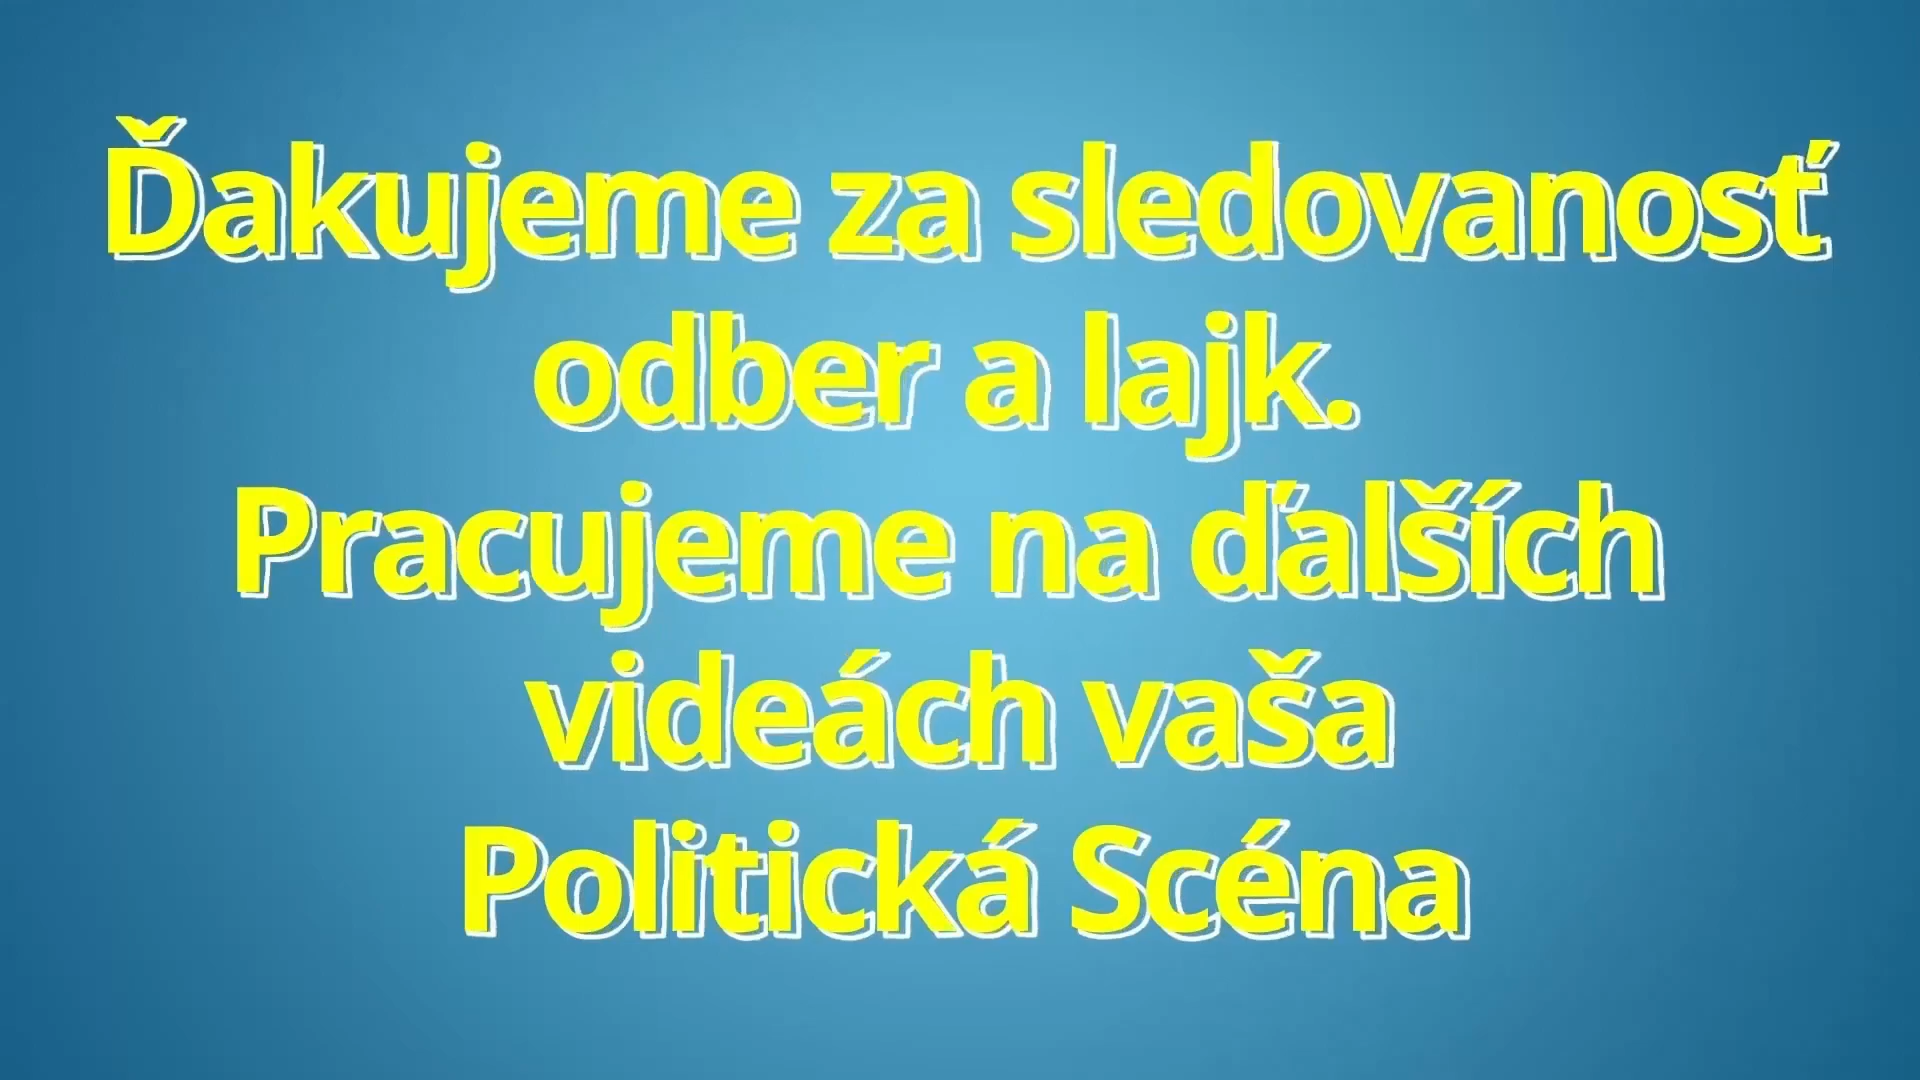 Ďakujeme za sledovanosť
odber a lajk.
Pracujeme na ďalších
videách vaša
Politická Scéna